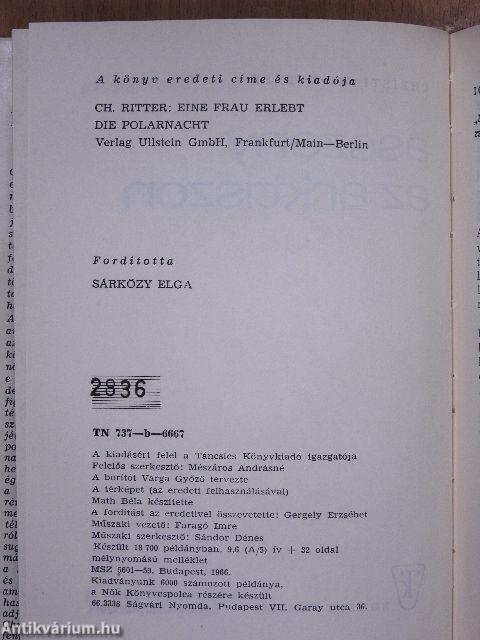 A könyv eredeti címe és kiadója
CH. RITTER: EINE FRAU ERLEBT
DIE POLARNACHT
Verlag Ullstein GmbH, Frankfurt/Main—Berlin
Fordította
SÁRKÖZY ELGA
2836
TN 737—b—6667
A kiadásért felel a Táncsics Könyvkiadó igazgatója
Felelős szerkesztő: Mészáros Andrásné
A borítót Varga Győző tervezte
A térképet (az eredeti felhasználásával)
Math Béla készítette
A fordítást az eredetivel összevetette: Gergely Erzsébet
Műszaki vezető: Faragó Imre
Műszaki szerkesztő: Sándor Dénes
Készült 18 700 példányban, 9,6 (A/5) ív + 32 oldal
mélynyomású melléklet
MSZ 5601—59. Budapest, 1966.
Kiadványunk 6000 számozott példánya,
a Nők Könyvespolca részére készült
66.3338 Ságvári Nyomda, Budapest VII. Garay utca 36.
Antikvárium.hu
http://antikvarium.hu